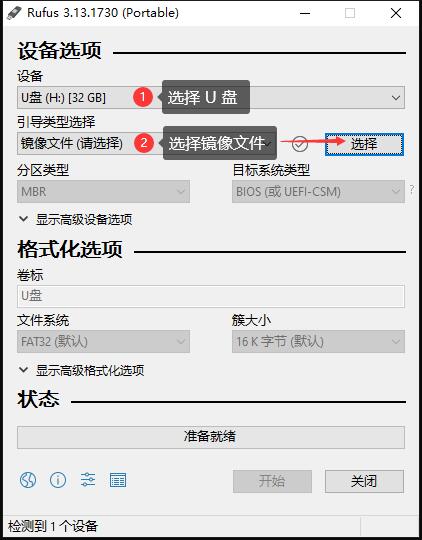 Rufus 3.13.1730 (Portable)
设备选项
设备
U盘 (H:) [32 GB]
1 选择 U 盘
引导类型选择
镜像文件 (请选择)
2 选择镜像文件
选择
分区类型 目标系统类型
MBR BIOS (或 UEFI-CSM)
?
显示高级设备选项
格式化选项
卷标
U盘
文件系统 簇大小
FAT32 (默认) 16 K 字节 (默认)
显示高级格式化选项
状态
准备就绪
开始 关闭
检测到 1 个设备